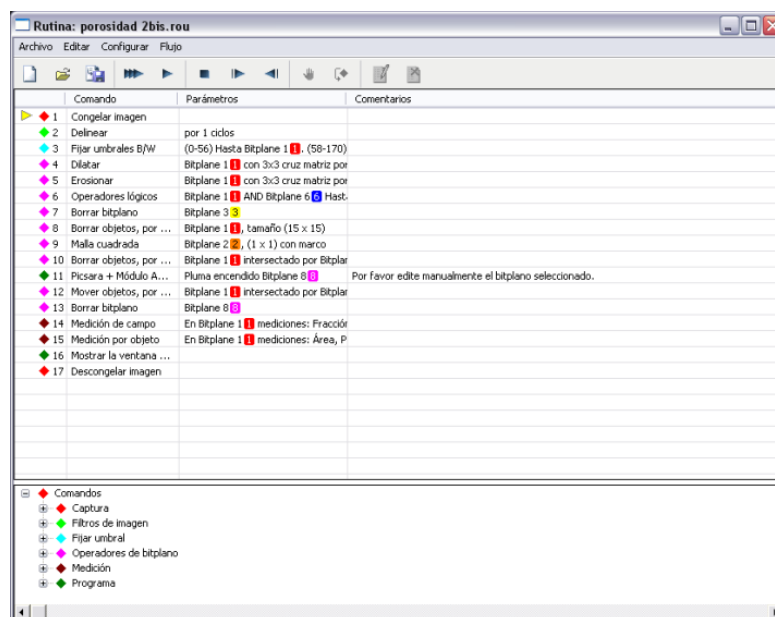 Rutina: porosidad 2bis.rou
Archivo Editar Configurar Flujo
Comando Parámetros Comentarios
1 Congelar imagen
2 Delinear por 1 ciclos
3 Fijar umbrales B/W (0-56) Hasta Bitplane 1 1, (58-170)
4 Dilatar Bitplane 1 1 con 3x3 cruz matriz por
5 Erosionar Bitplane 1 1 con 3x3 cruz matriz por
6 Operadores lógicos Bitplane 1 1 AND Bitplane 6 6 Hast
7 Borrar bitplano Bitplane 3 3
8 Borrar objetos, por ... Bitplane 1 1, tamaño (15 x 15)
9 Malla cuadrada Bitplane 2 2, (1 x 1) con marco
10 Borrar objetos, por ... Bitplane 1 1 intersectado por Bitplar
11 Picsara + Módulo A... Pluma encendido Bitplane 8 8 Por favor edite manualmente el bitplano seleccionado.
12 Mover objetos, por ... Bitplane 1 1 intersectado por Bitplar
13 Borrar bitplano Bitplane 8 8
14 Medición de campo En Bitplane 1 1 mediciones: Fracción
15 Medición por objeto En Bitplane 1 1 mediciones: Área, P
16 Mostrar la ventana ...
17 Descongelar imagen
Comandos
Captura
Filtros de imagen
Fijar umbral
Operadores de bitplano
Medición
Programa